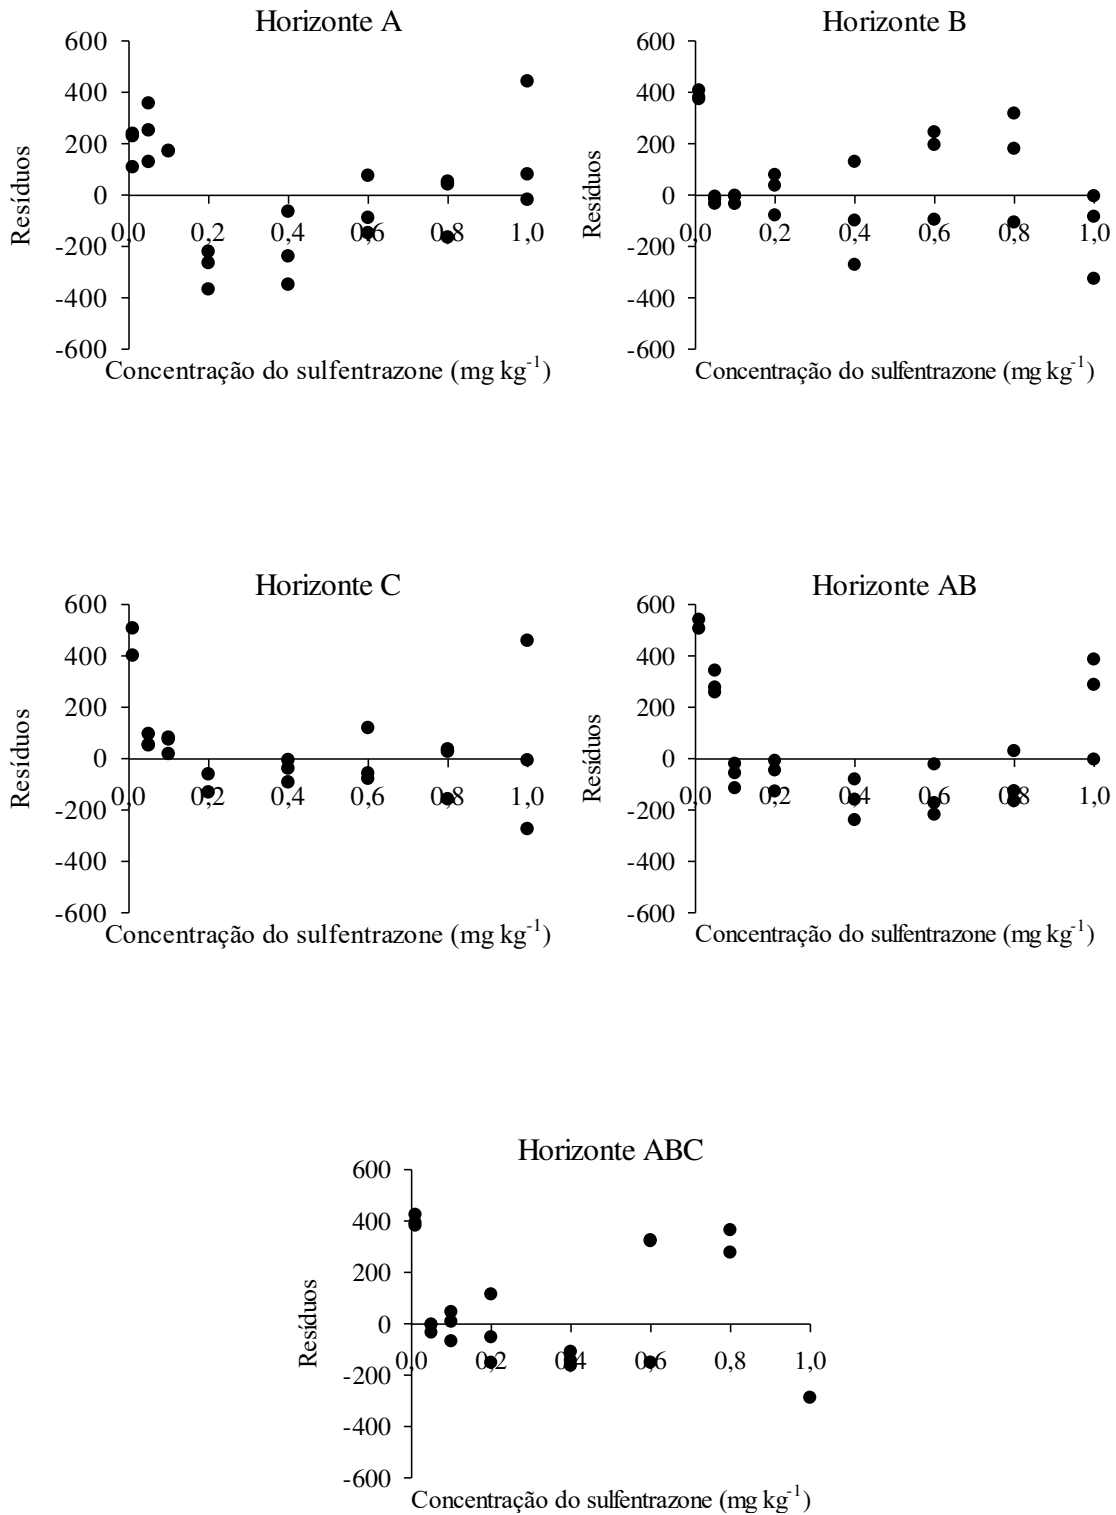 Horizonte A
600
400
200
0
-200
-400
-600
0,0 0,2 0,4 0,6 0,8 1,0
Resíduos
Concentração do sulfentrazone (mg kg⁻¹)
Horizonte B
600
400
200
0
-200
-400
-600
0,0 0,2 0,4 0,6 0,8 1,0
Resíduos
Concentração do sulfentrazone (mg kg⁻¹)
Horizonte C
600
400
200
0
-200
-400
-600
0,0 0,2 0,4 0,6 0,8 1,0
Resíduos
Concentração do sulfentrazone (mg kg⁻¹)
Horizonte AB
600
400
200
0
-200
-400
-600
0,0 0,2 0,4 0,6 0,8 1,0
Resíduos
Concentração do sulfentrazone (mg kg⁻¹)
Horizonte ABC
600
400
200
0
-200
-400
-600
0,0 0,2 0,4 0,6 0,8 1,0
Resíduos
Concentração do sulfentrazone (mg kg⁻¹)